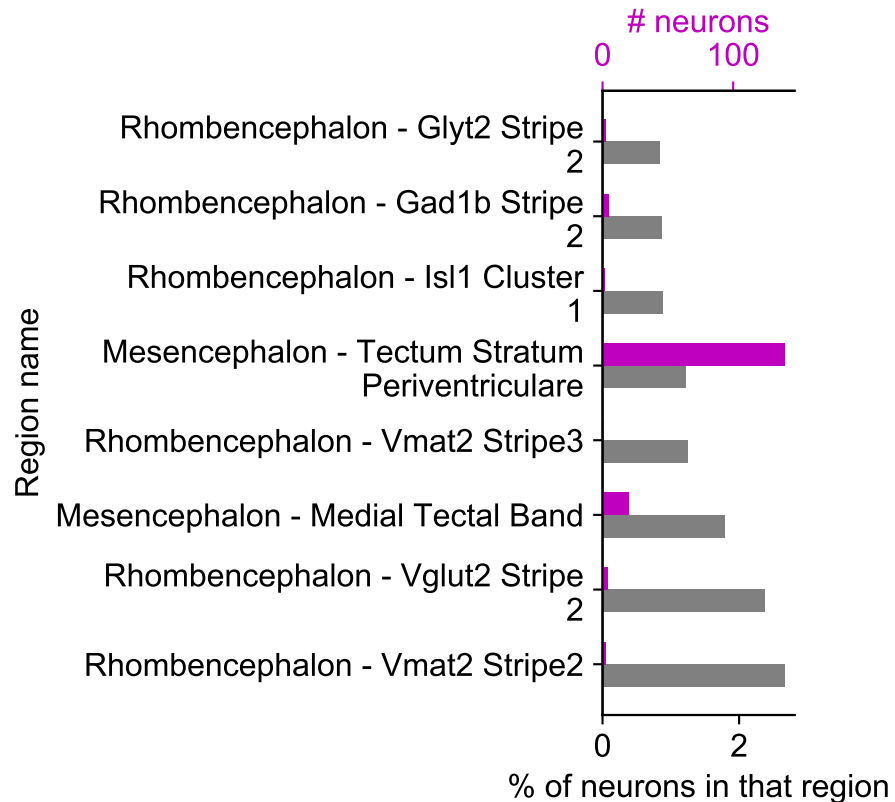 # neurons
0 100
Rhombencephalon - Glyt2 Stripe
2
Rhombencephalon - Gad1b Stripe
2
Rhombencephalon - Isl1 Cluster
1
Mesencephalon - Tectum Stratum
Periventriculare
Rhombencephalon - Vmat2 Stripe3
Mesencephalon - Medial Tectal Band
Rhombencephalon - Vglut2 Stripe
2
Rhombencephalon - Vmat2 Stripe2
Region name
0 2
% of neurons in that region